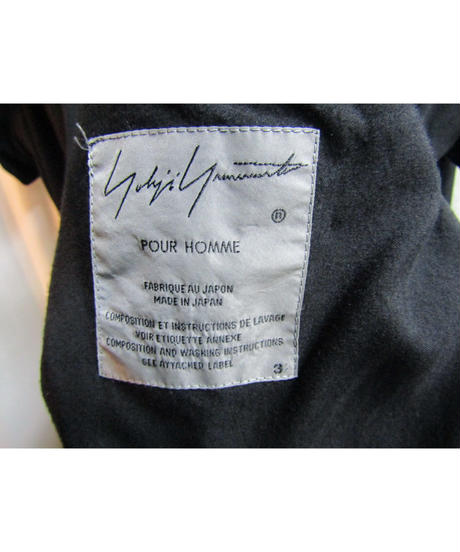 Yohji Yamamoto
®
POUR HOMME
FABRIQUE AU JAPON
MADE IN JAPAN
COMPOSITION ET INSTRUCTIONS DE LAVAGE
VOIR ETIQUETTE ANNEXE
COMPOSITION AND WASHING INSTRUCTIONS
SEE ATTACHED LABEL
3